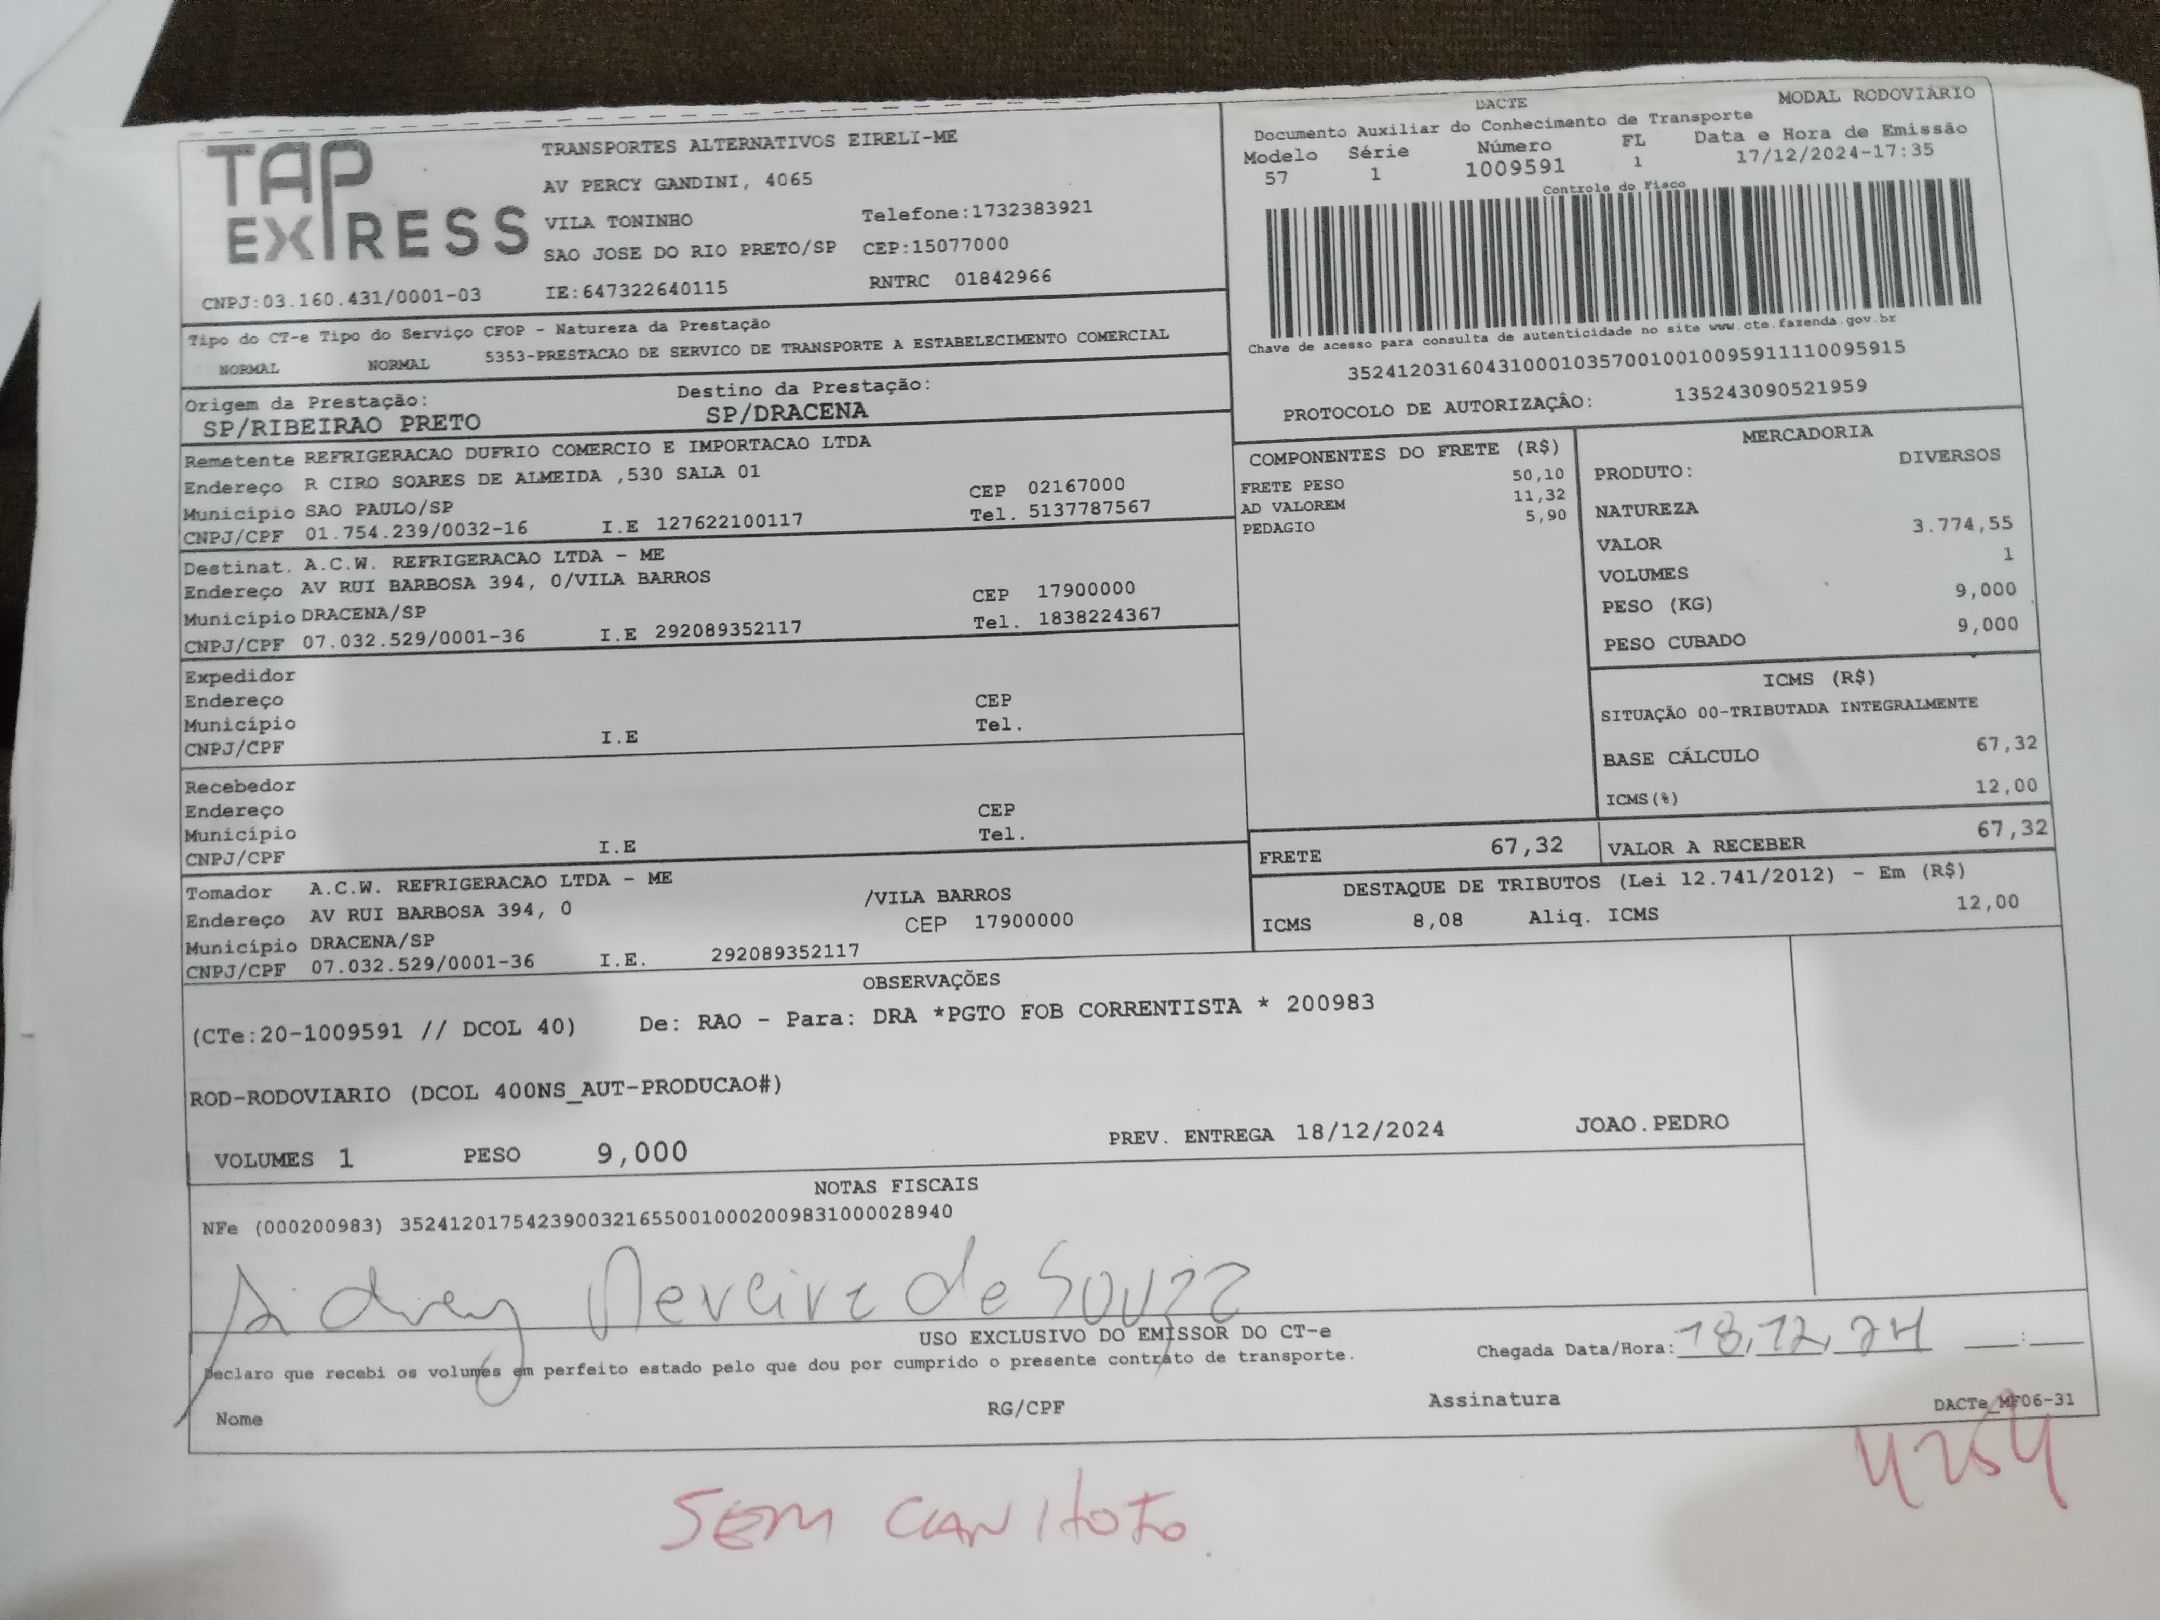 TAP EXPRESS
TRANSPORTES ALTERNATIVOS EIRELI-ME
AV PERCY GANDINI, 4065
VILA TONINHO Telefone:1732383921
SAO JOSE DO RIO PRETO/SP CEP:15077000
CNPJ:03.160.431/0001-03 IE:647322640115 RNTRC 01842966
DACTE MODAL RODOVIÁRIO
Documento Auxiliar do Conhecimento de Transporte
Modelo Série Número FL Data e Hora de Emissão
57 1 1009591 1 17/12/2024-17:35
Controle do Fisco
Chave de acesso para consulta de autenticidade no site www.cte.fazenda.gov.br
35241203160431000103570010010095911110095915
PROTOCOLO DE AUTORIZAÇÃO: 135243090521959
Tipo do CT-e Tipo do Serviço CFOP - Natureza da Prestação
NORMAL NORMAL 5353-PRESTACAO DE SERVICO DE TRANSPORTE A ESTABELECIMENTO COMERCIAL
Origem da Prestação: Destino da Prestação:
SP/RIBEIRAO PRETO SP/DRACENA
Remetente REFRIGERACAO DUFRIO COMERCIO E IMPORTACAO LTDA
Endereço R CIRO SOARES DE ALMEIDA ,530 SALA 01 CEP 02167000
Município SAO PAULO/SP Tel. 5137787567
CNPJ/CPF 01.754.239/0032-16 I.E 127622100117
Destinat. A.C.W. REFRIGERACAO LTDA - ME
Endereço AV RUI BARBOSA 394, 0/VILA BARROS CEP 17900000
Município DRACENA/SP Tel. 1838224367
CNPJ/CPF 07.032.529/0001-36 I.E 292089352117
Expedidor
Endereço CEP
Município Tel.
CNPJ/CPF I.E
Recebedor
Endereço CEP
Município Tel.
CNPJ/CPF I.E
Tomador A.C.W. REFRIGERACAO LTDA - ME
Endereço AV RUI BARBOSA 394, 0 /VILA BARROS
Município DRACENA/SP CEP 17900000
CNPJ/CPF 07.032.529/0001-36 I.E. 292089352117
COMPONENTES DO FRETE (R$)
FRETE PESO 50,10
AD VALOREM 11,32
PEDAGIO 5,90
MERCADORIA
PRODUTO: DIVERSOS
NATUREZA
VALOR 3.774,55
VOLUMES 1
PESO (KG) 9,000
PESO CUBADO 9,000
ICMS (R$)
SITUAÇÃO 00-TRIBUTADA INTEGRALMENTE
BASE CÁLCULO 67,32
ICMS(%) 12,00
FRETE 67,32 VALOR A RECEBER 67,32
DESTAQUE DE TRIBUTOS (Lei 12.741/2012) - Em (R$)
ICMS 8,08 Aliq. ICMS 12,00
OBSERVAÇÕES
(CTe:20-1009591 // DCOL 40) De: RAO - Para: DRA *PGTO FOB CORRENTISTA * 200983
ROD-RODOVIARIO (DCOL 400NS_AUT-PRODUCAO#)
VOLUMES 1 PESO 9,000 PREV. ENTREGA 18/12/2024 JOAO.PEDRO
NOTAS FISCAIS
NFe (000200983) 35241201754239003216550010002009831000028940
Sidney de Souza
USO EXCLUSIVO DO EMISSOR DO CT-e
Declaro que recebi os volumes em perfeito estado pelo que dou por cumprido o presente contrato de transporte. Chegada Data/Hora: 18,12,24 :
Nome RG/CPF Assinatura DACTe_MF06-31
SEM CANHOTO.